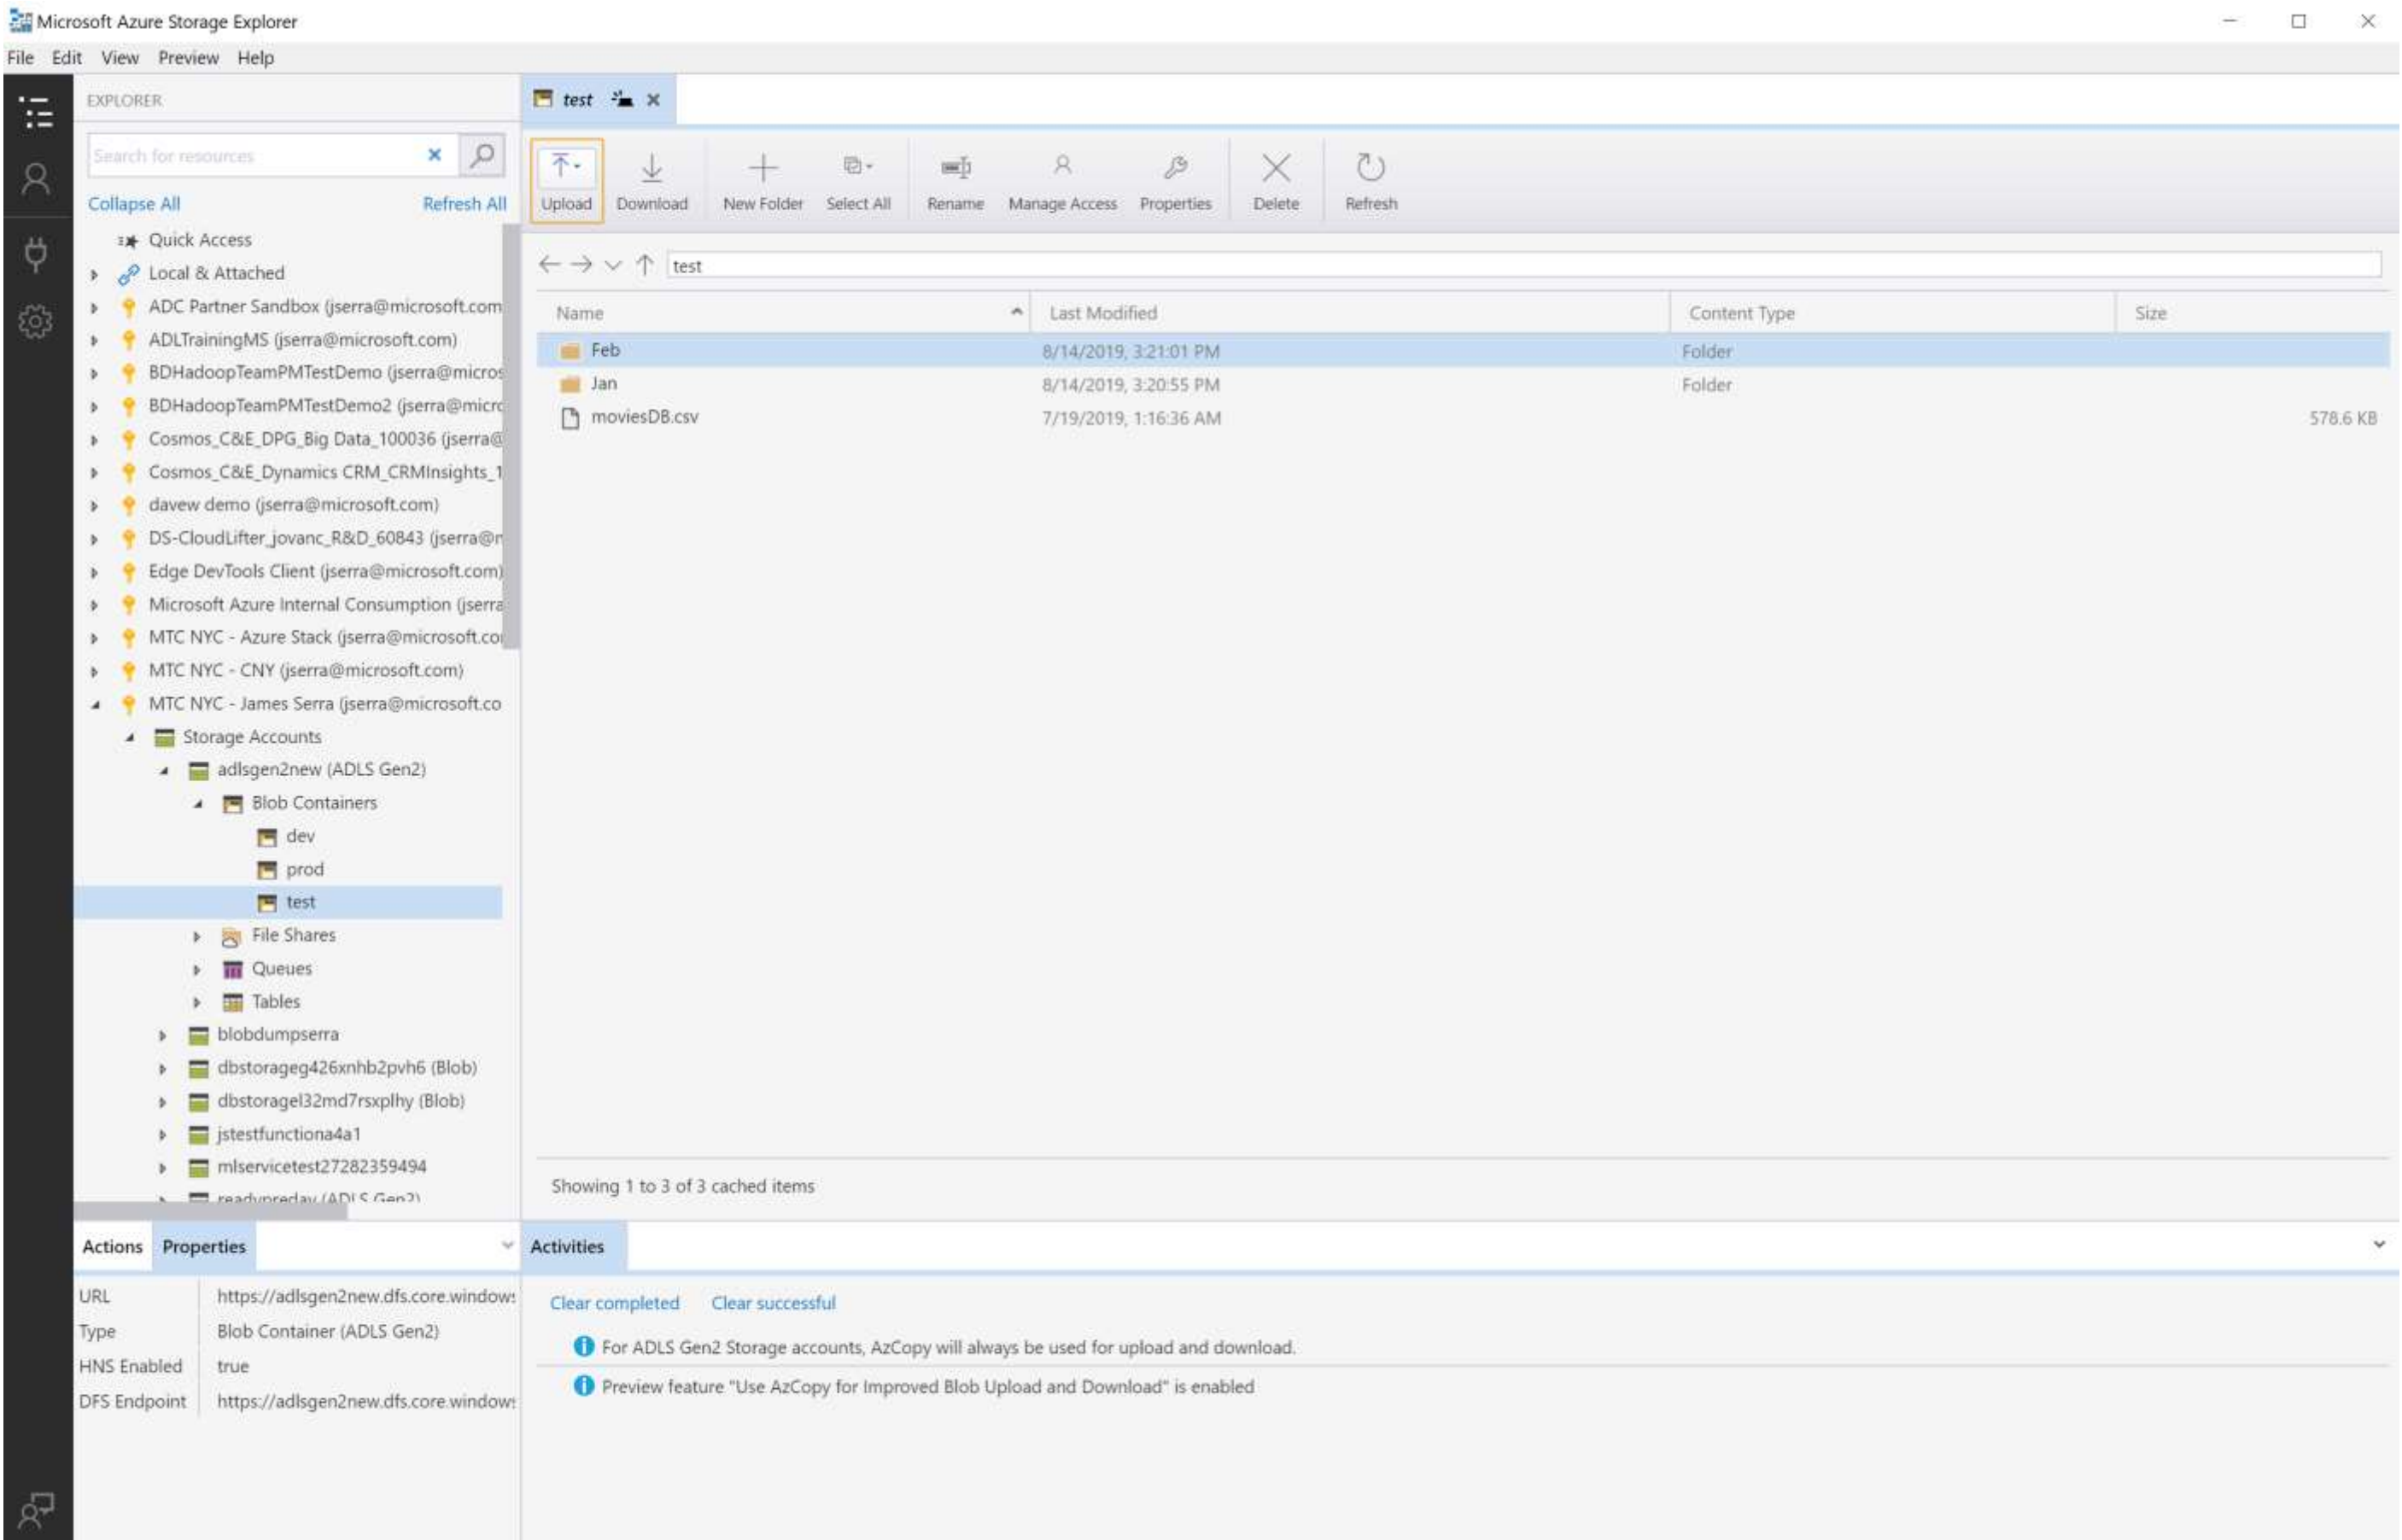 Microsoft Azure Storage Explorer
File Edit View Preview Help
EXPLORER
Search for resources
Collapse All Refresh All
Quick Access
Local & Attached
ADC Partner Sandbox (jserra@microsoft.com
ADLTrainingMS (jserra@microsoft.com)
BDHadoopTeamPMTestDemo (jserra@micros
BDHadoopTeamPMTestDemo2 (jserra@micro
Cosmos_C&E_DPG_Big Data_100036 (jserra@
Cosmos_C&E_Dynamics CRM_CRMInsights_1
davew demo (jserra@microsoft.com)
DS-CloudLifter_jovanc_R&D_60843 (jserra@m
Edge DevTools Client (jserra@microsoft.com)
Microsoft Azure Internal Consumption (jserra
MTC NYC - Azure Stack (jserra@microsoft.co
MTC NYC - CNY (jserra@microsoft.com)
MTC NYC - James Serra (jserra@microsoft.co
Storage Accounts
adlsgen2new (ADLS Gen2)
Blob Containers
dev
prod
test
File Shares
Queues
Tables
blobdumpserra
dbstorageg426xnhb2pvh6 (Blob)
dbstoragel32md7rsxplhy (Blob)
jstestfunctiona4a1
mlservicetest27282359494
readypreday (ADLS Gen2)
test
Upload Download New Folder Select All Rename Manage Access Properties Delete Refresh
test
Name Last Modified Content Type Size
Feb 8/14/2019, 3:21:01 PM Folder
Jan 8/14/2019, 3:20:55 PM Folder
moviesDB.csv 7/19/2019, 1:16:36 AM 578.6 KB
Showing 1 to 3 of 3 cached items
Actions Properties
URL https://adlsgen2new.dfs.core.windows
Type Blob Container (ADLS Gen2)
HNS Enabled true
DFS Endpoint https://adlsgen2new.dfs.core.windows
Activities
Clear completed Clear successful
For ADLS Gen2 Storage accounts, AzCopy will always be used for upload and download.
Preview feature "Use AzCopy for Improved Blob Upload and Download" is enabled